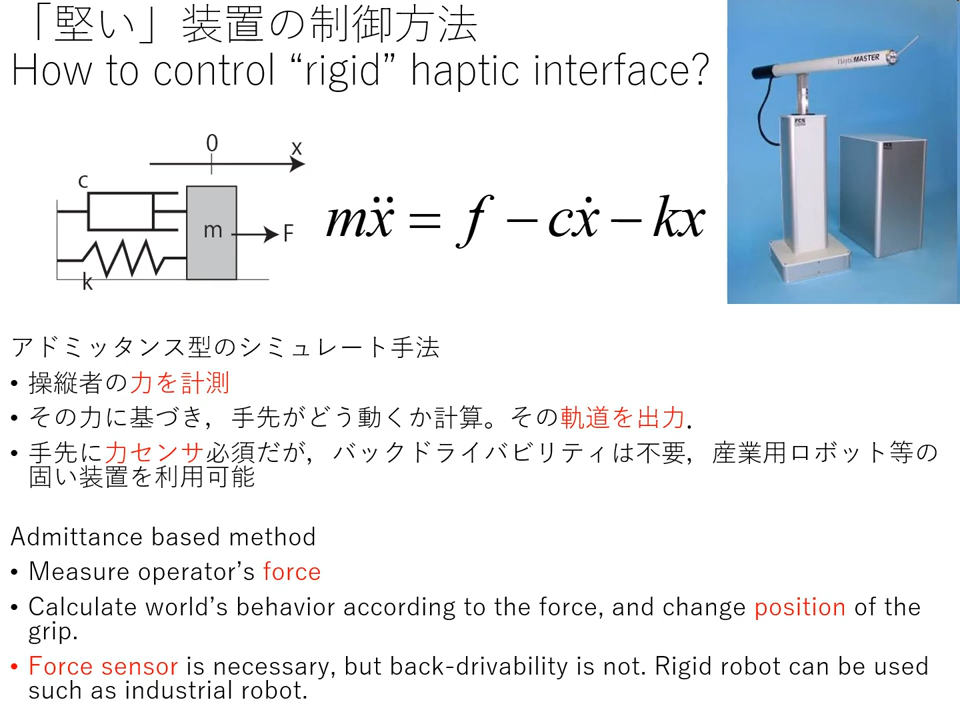 「堅い」装置の制御方法
How to control “rigid” haptic interface?
HapticMASTER
FCS
0
x
c
m
F
k
mẍ = f − cẋ − kx
アドミッタンス型のシミュレート手法
• 操縦者の力を計測
• その力に基づき，手先がどう動くか計算。その軌道を出力．
• 手先に力センサ必須だが，バックドライバビリティは不要，産業用ロボット等の
固い装置を利用可能
Admittance based method
• Measure operator’s force
• Calculate world’s behavior according to the force, and change position of the
grip.
• Force sensor is necessary, but back-drivability is not. Rigid robot can be used
such as industrial robot.